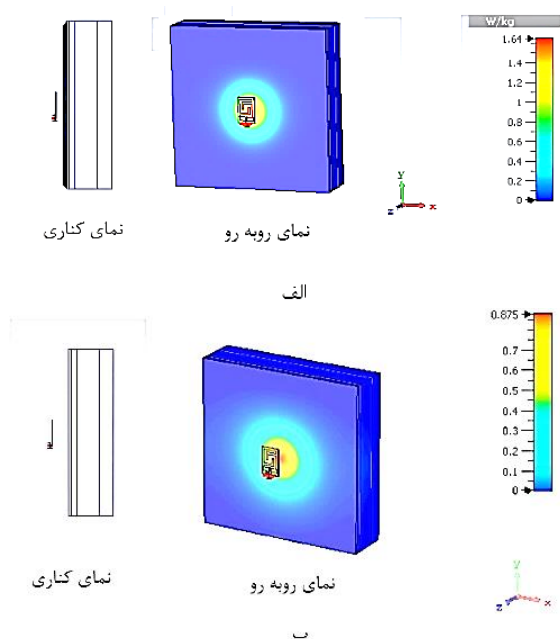 W/kg
1.64
1.4
1.2
1
0.8
0.6
0.4
0.2
0
y
z x
نمای کناری
نمای روبه رو
الف
0.875
0.7
0.6
0.5
0.4
0.3
0.2
0.1
0
y
z x
نمای کناری
نمای روبه رو
ب